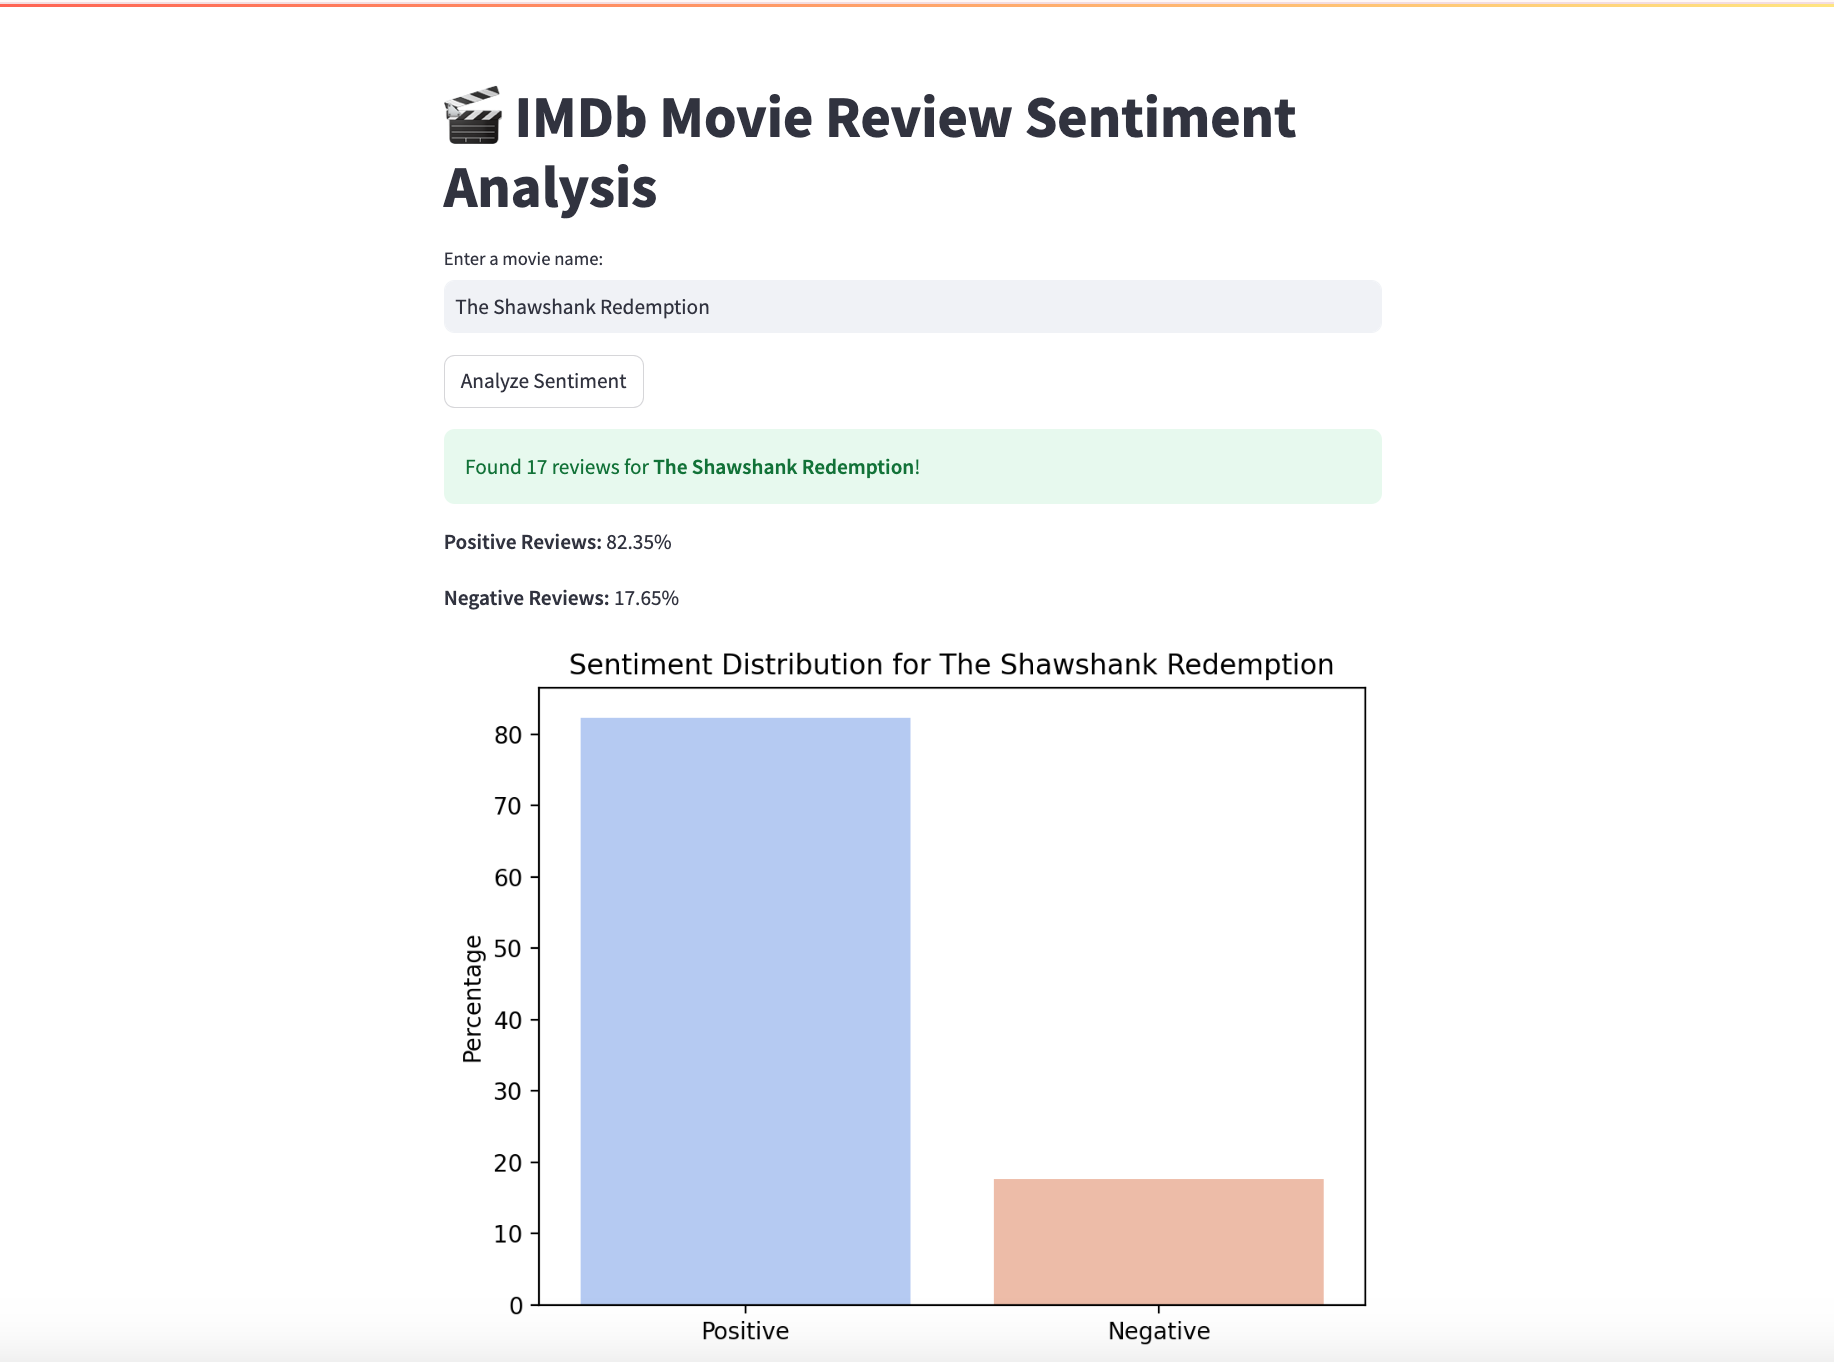 🎬 IMDb Movie Review Sentiment
Analysis
Enter a movie name:
The Shawshank Redemption
Analyze Sentiment
Found 17 reviews for The Shawshank Redemption!
Positive Reviews: 82.35%
Negative Reviews: 17.65%
Sentiment Distribution for The Shawshank Redemption
80
70
60
50
40
30
20
10
0
Percentage
Positive
Negative